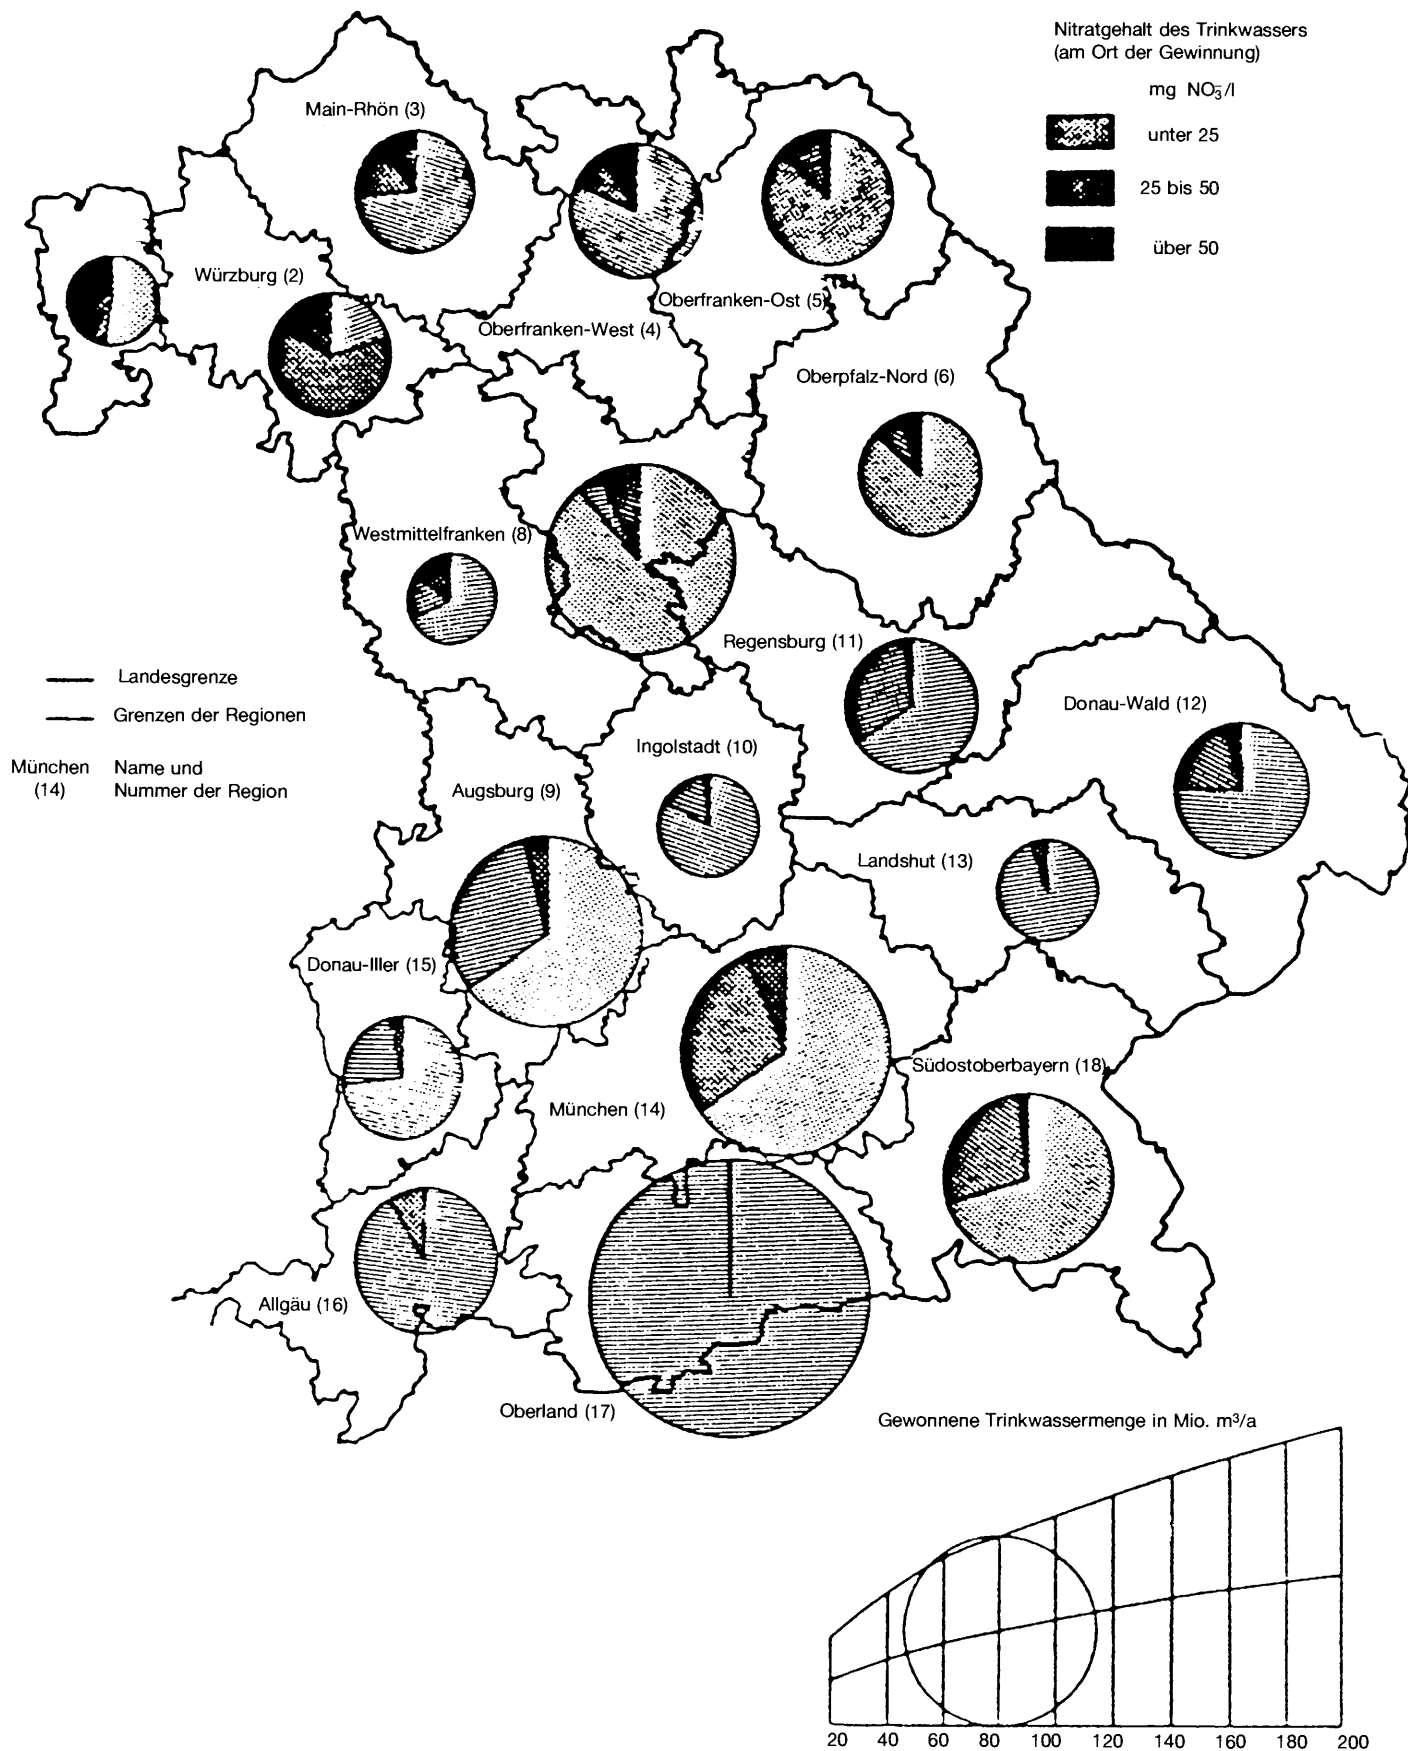 Nitratgehalt des Trinkwassers
(am Ort der Gewinnung)
mg NO₃⁻/l
unter 25
25 bis 50
über 50
Main-Rhön (3)
Würzburg (2)
Oberfranken-Ost (5)
Oberfranken-West (4)
Oberpfalz-Nord (6)
Westmittelfranken (8)
Regensburg (11)
Landesgrenze
Grenzen der Regionen
München Name und
(14) Nummer der Region
Donau-Wald (12)
Ingolstadt (10)
Augsburg (9)
Landshut (13)
Donau-Iller (15)
Südostoberbayern (18)
München (14)
Allgäu (16)
Oberland (17)
Gewonnene Trinkwassermenge in Mio. m³/a
20 40 60 80 100 120 140 160 180 200